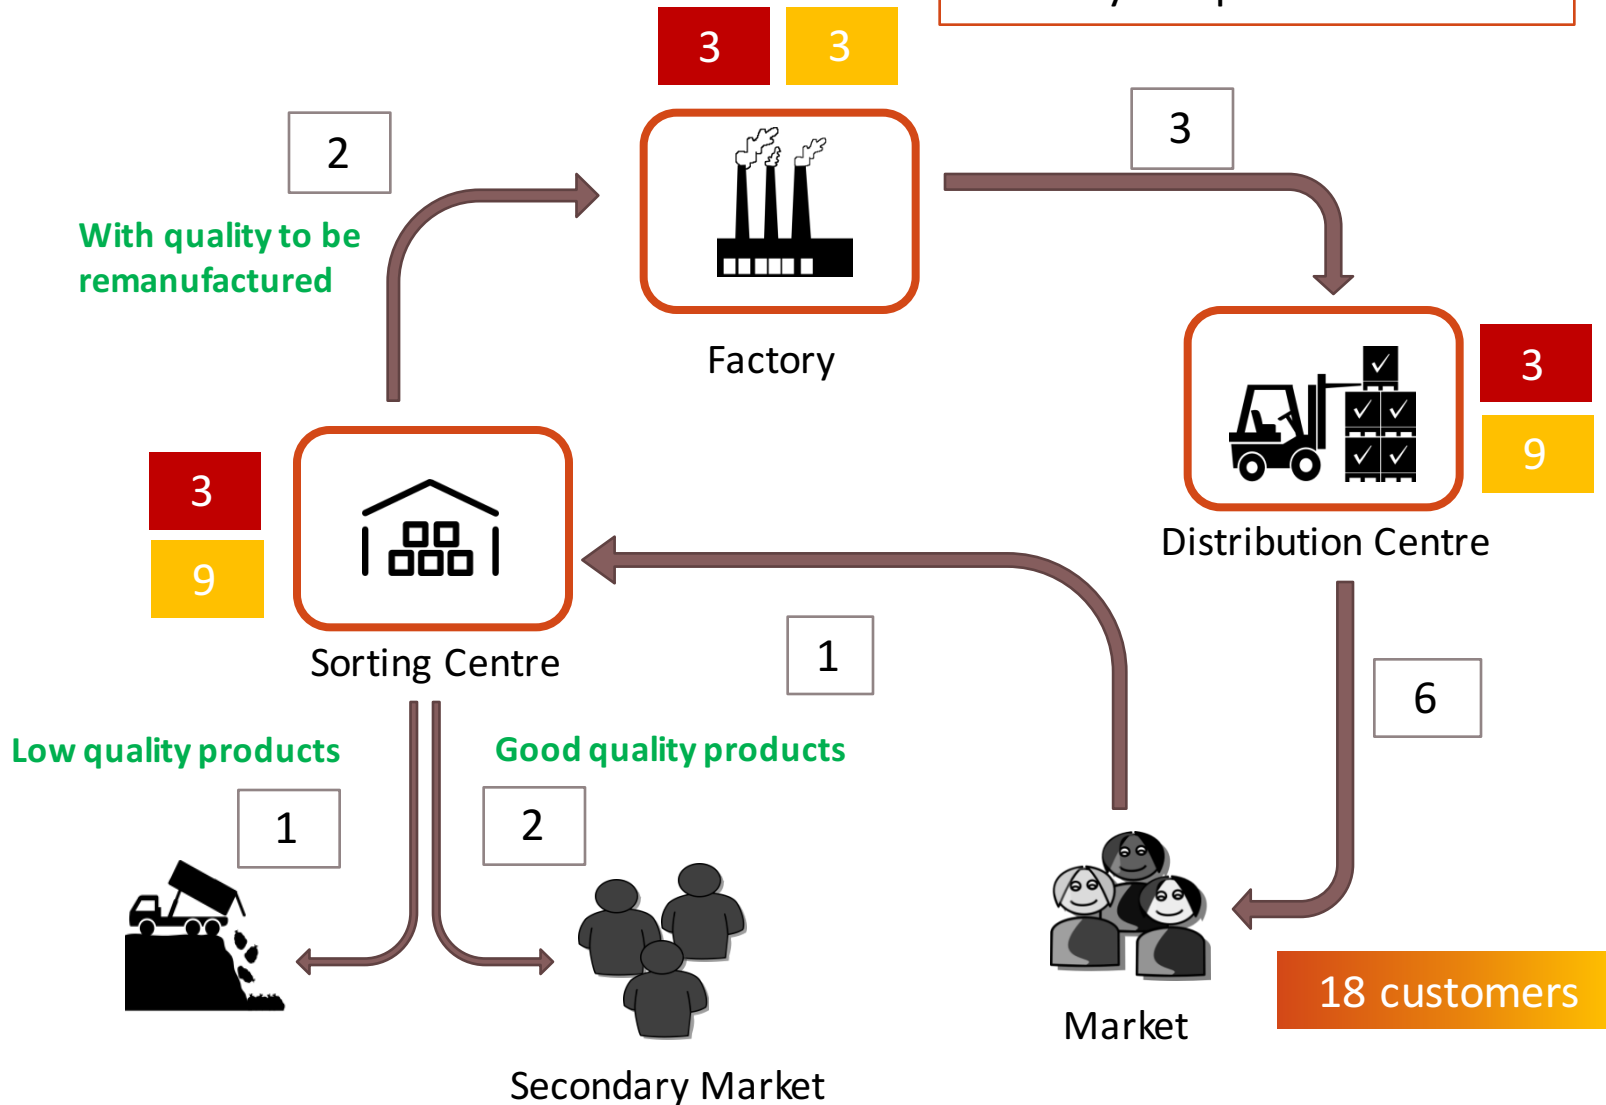 3
3
2
3
With quality to be
remanufactured
Factory
3
9
3
9
Distribution Centre
Sorting Centre
1
6
Low quality products
Good quality products
1
2
18 customers
Market
Secondary Market